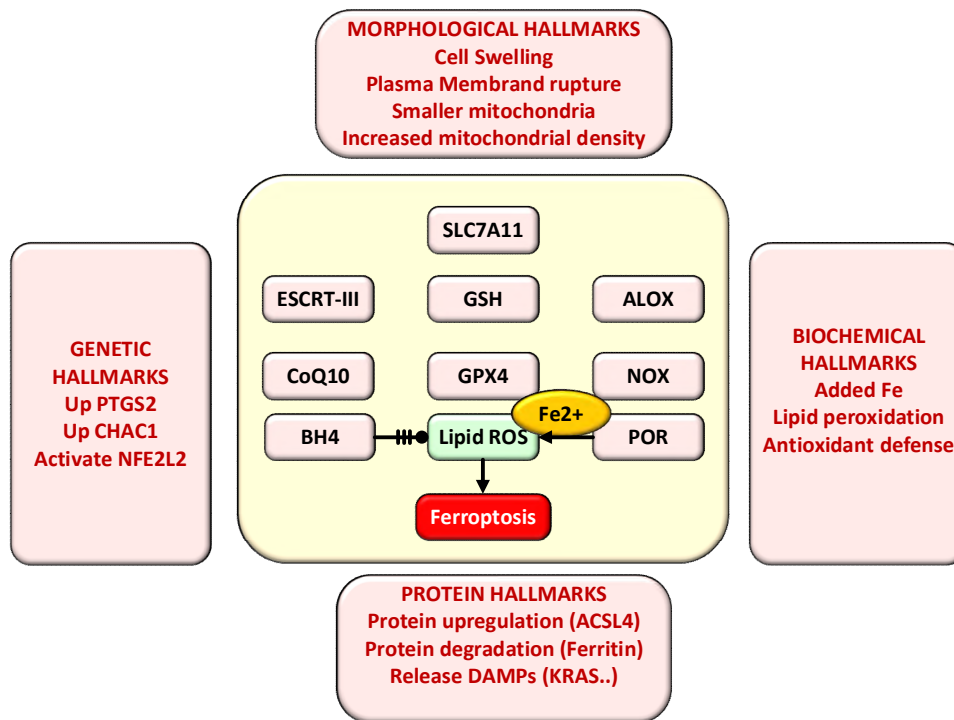 MORPHOLOGICAL HALLMARKS
Cell Swelling
Plasma Membrand rupture
Smaller mitochondria
Increased mitochondrial density
SLC7A11
ESCRT-III
GSH
ALOX
GENETIC
HALLMARKS
Up PTGS2
Up CHAC1
Activate NFE2L2
CoQ10
GPX4
NOX
Fe2+
BH4
Lipid ROS
POR
Ferroptosis
BIOCHEMICAL
HALLMARKS
Added Fe
Lipid peroxidation
Antioxidant defense
PROTEIN HALLMARKS
Protein upregulation (ACSL4)
Protein degradation (Ferritin)
Release DAMPs (KRAS..)